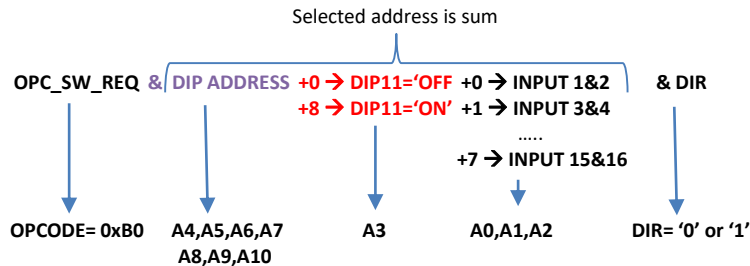 Selected address is sum
OPC_SW_REQ & DIP ADDRESS +0 → DIP11='OFF +0 → INPUT 1&2 & DIR
+8 → DIP11='ON' +1 → INPUT 3&4
.....
+7 → INPUT 15&16
OPCODE= 0xB0 A4,A5,A6,A7 A3 A0,A1,A2 DIR= ‘0’ or ‘1’
A8,A9,A10